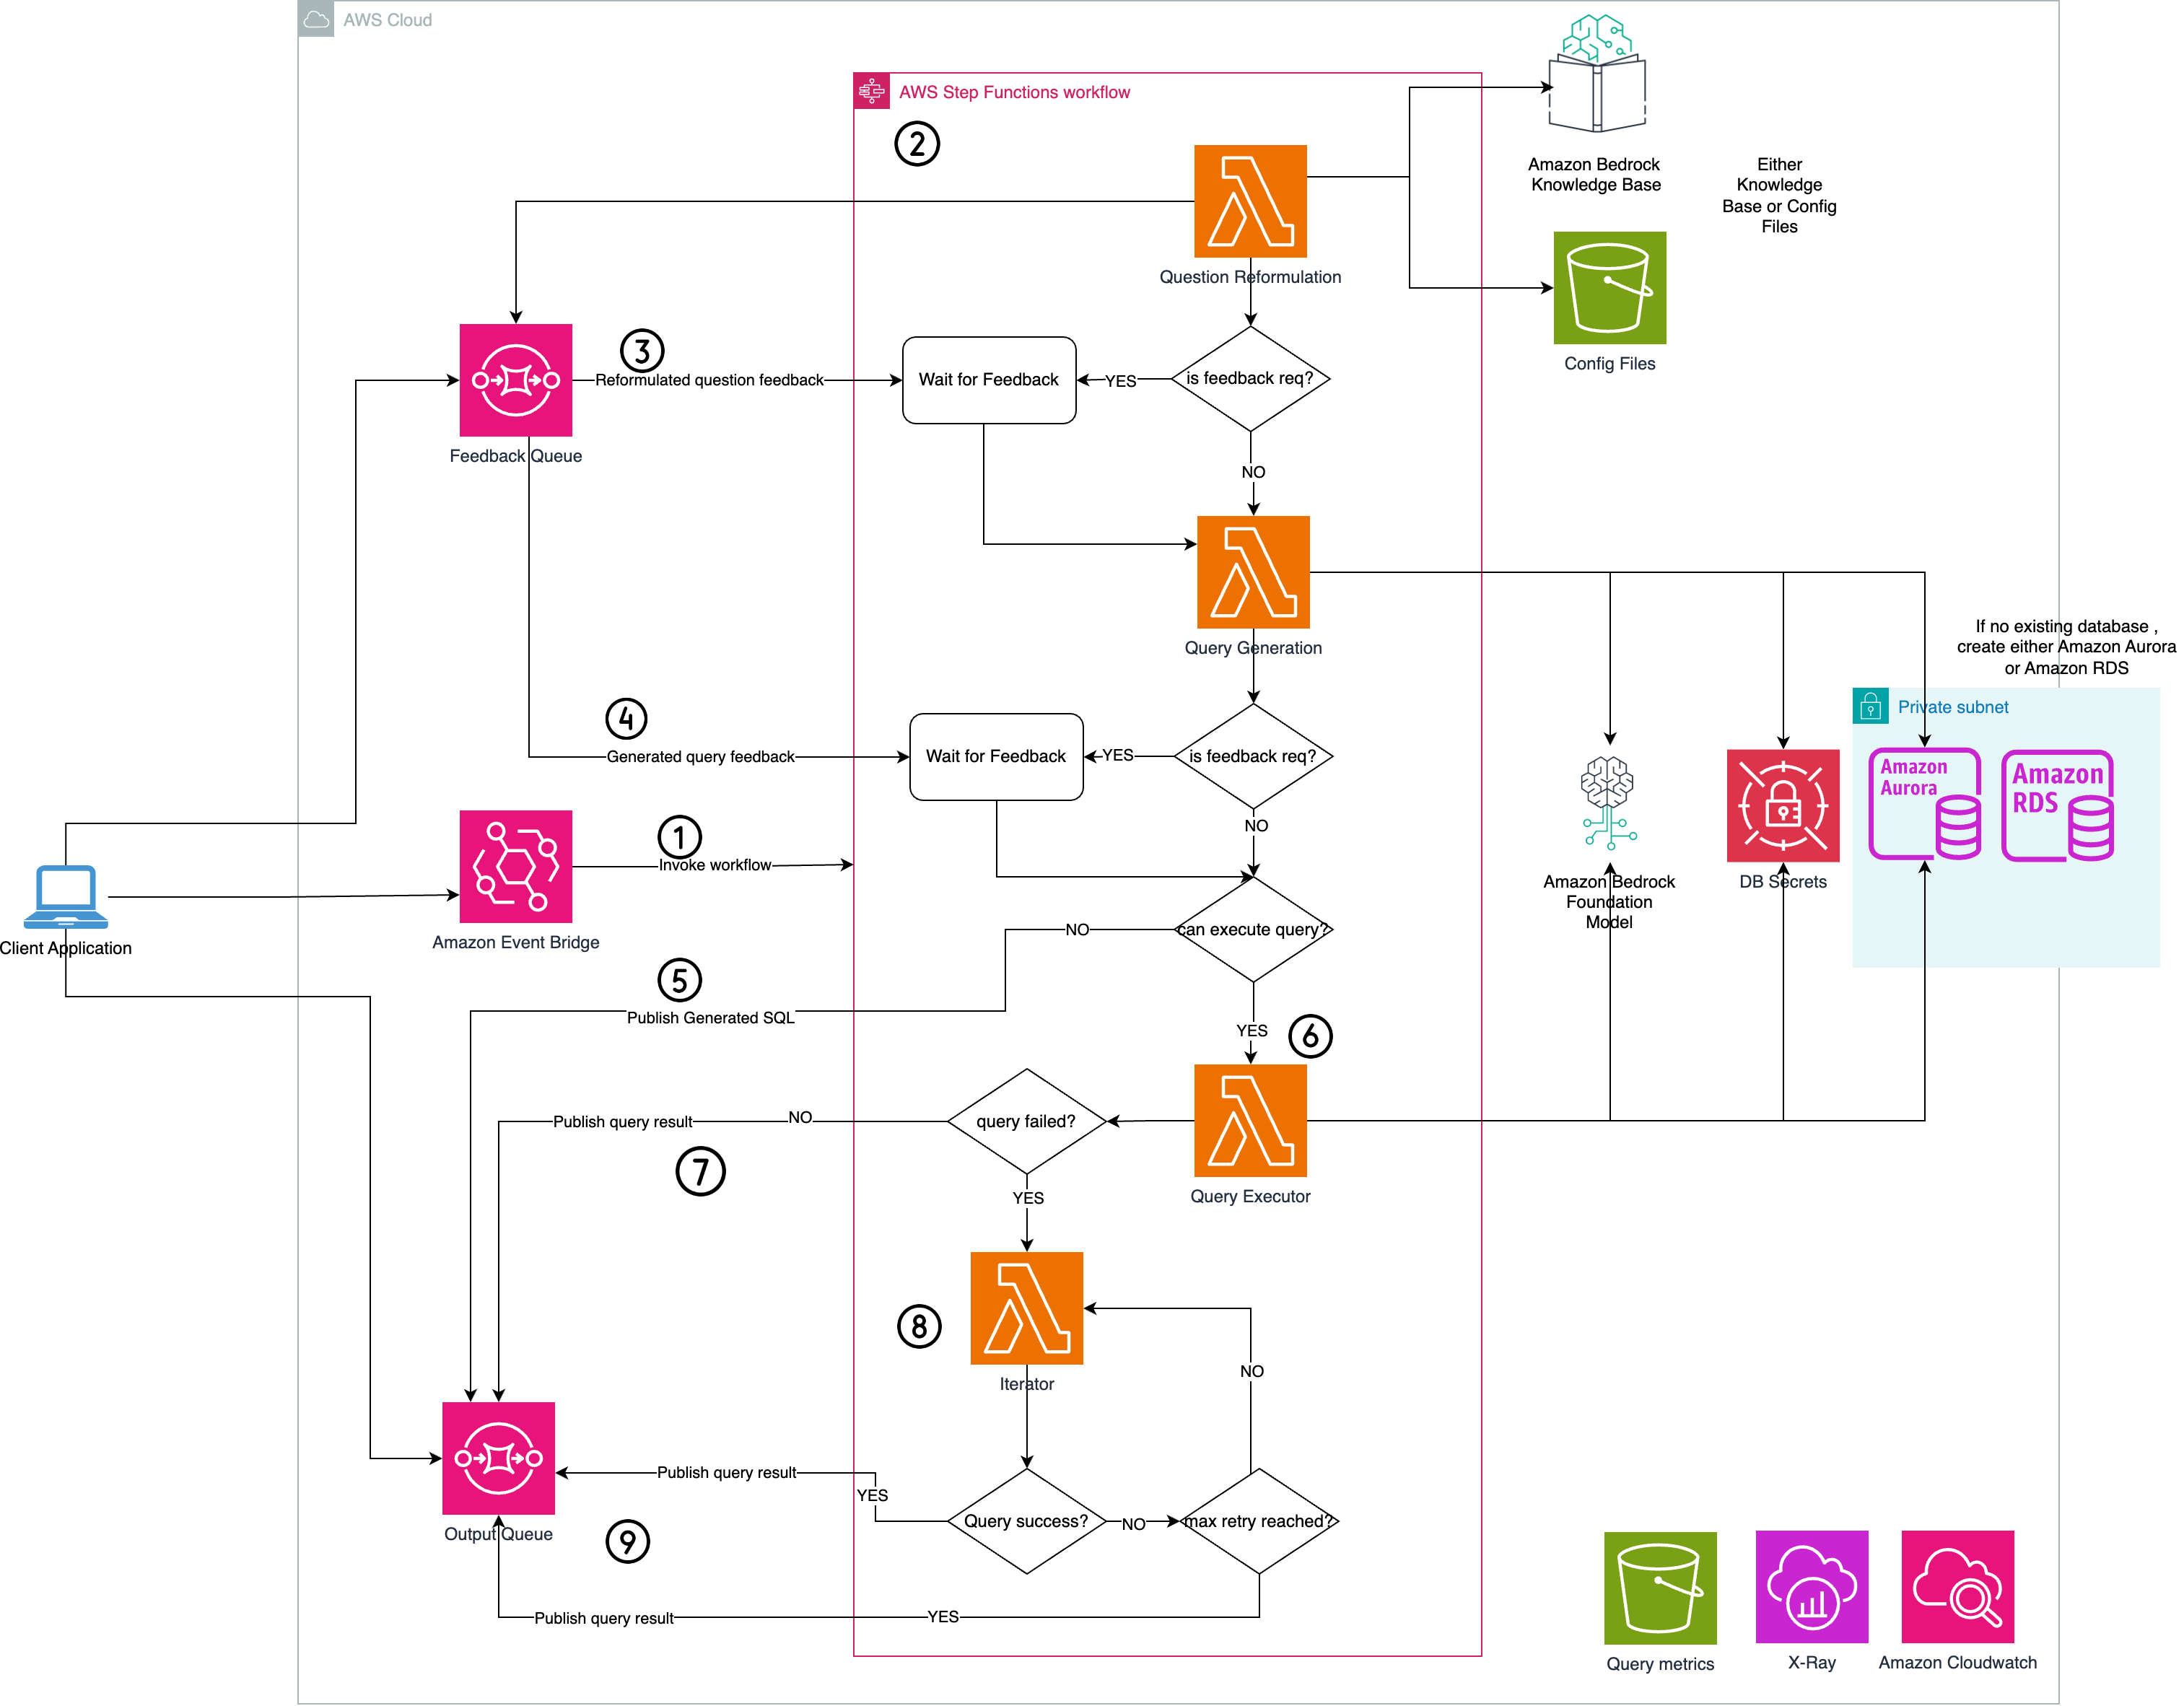 AWS Cloud
AWS Step Functions workflow
2
Amazon Bedrock
Knowledge Base
Either
Knowledge
Base or Config
Files
Question Reformulation
Config Files
3
Reformulated question feedback
Wait for Feedback
YES
is feedback req?
Feedback Queue
NO
Query Generation
If no existing database ,
create either Amazon Aurora
or Amazon RDS
Private subnet
4
Generated query feedback
Wait for Feedback
YES
is feedback req?
Amazon
Aurora
Amazon
RDS
NO
1
Invoke workflow
Amazon Bedrock
Foundation
Model
DB Secrets
Client Application
Amazon Event Bridge
NO
can execute query?
5
Publish Generated SQL
YES
6
Publish query result
NO
query failed?
7
YES
Query Executor
8
NO
Iterator
Publish query result
YES
Query success?
NO
max retry reached?
Output Queue
9
Publish query result
YES
Query metrics
X-Ray
Amazon Cloudwatch